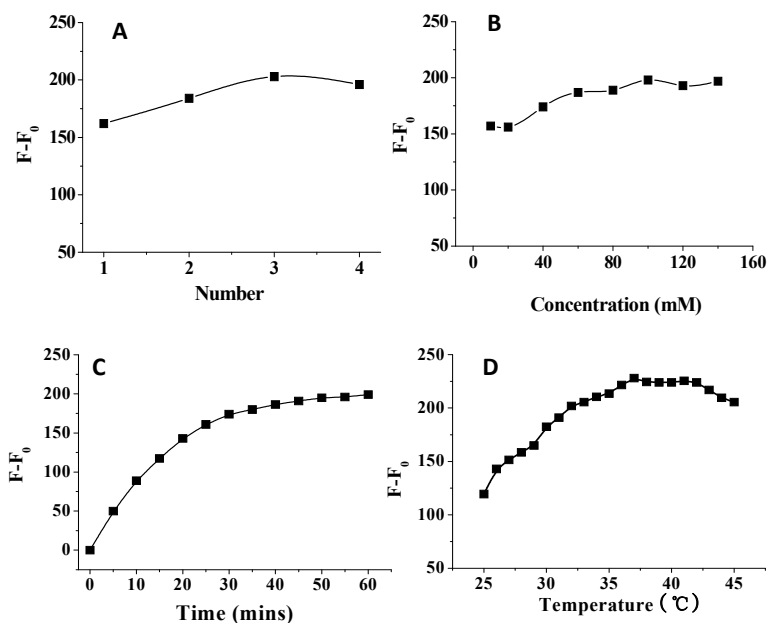 A
250
200
150
100
50
F-F0
1 2 3 4
Number
B
250
200
150
100
50
F-F0
0 40 80 120 160
Concentration (mM)
C
250
200
150
100
50
0
F-F0
0 10 20 30 40 50 60
Time (mins)
D
250
200
150
100
50
F-F0
25 30 35 40 45
Temperature（℃）